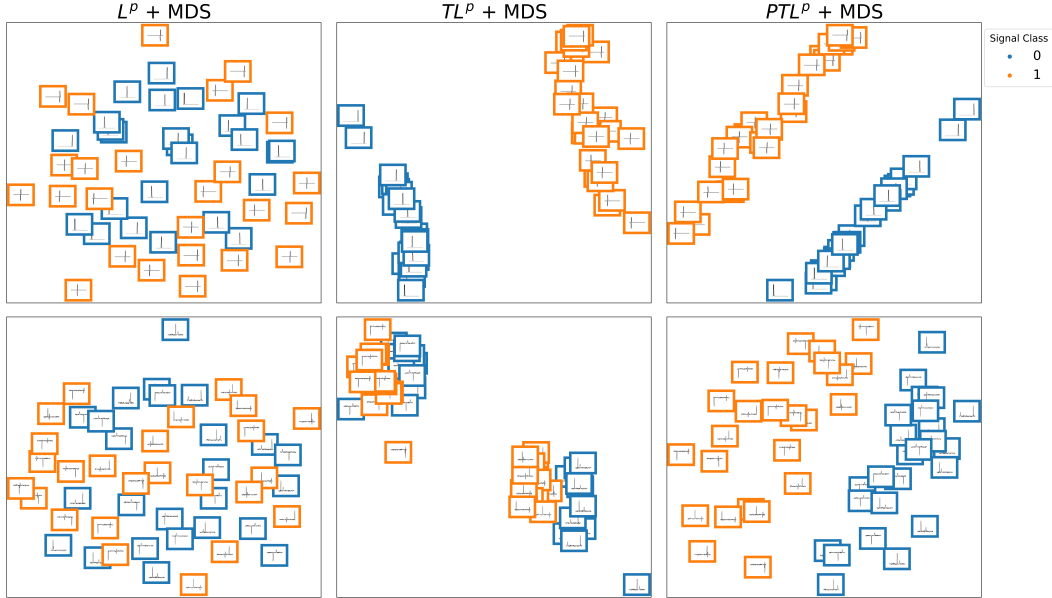 L^p + MDS
TL^p + MDS
PTL^p + MDS
Signal Class
0
1